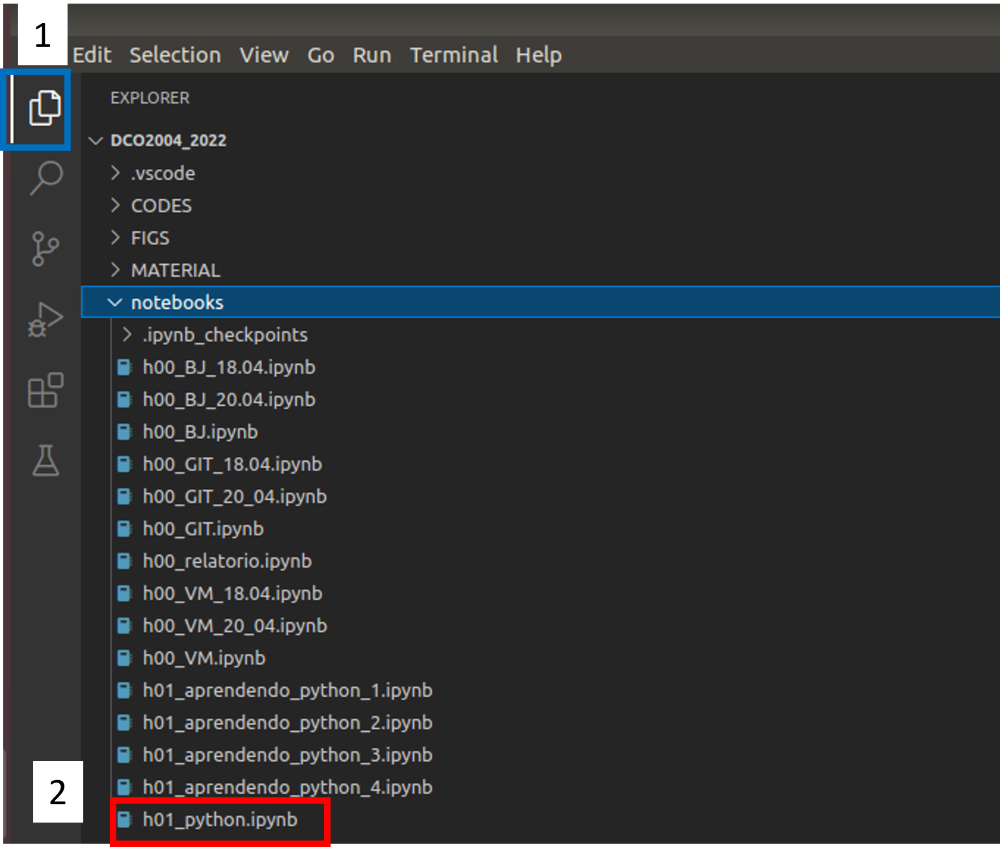 1
Edit Selection View Go Run Terminal Help
EXPLORER
DCO2004_2022
.vscode
CODES
FIGS
MATERIAL
notebooks
.ipynb_checkpoints
h00_BJ_18.04.ipynb
h00_BJ_20.04.ipynb
h00_BJ.ipynb
h00_GIT_18.04.ipynb
h00_GIT_20_04.ipynb
h00_GIT.ipynb
h00_relatorio.ipynb
h00_VM_18.04.ipynb
h00_VM_20_04.ipynb
h00_VM.ipynb
h01_aprendendo_python_1.ipynb
h01_aprendendo_python_2.ipynb
h01_aprendendo_python_3.ipynb
h01_aprendendo_python_4.ipynb
2
h01_python.ipynb